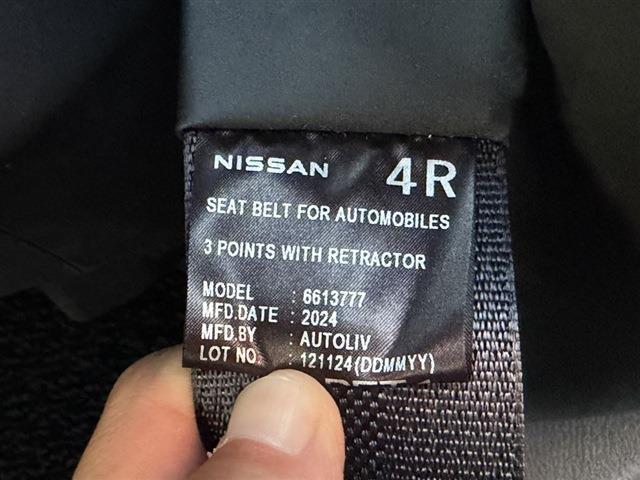 NISSAN 4R
SEAT BELT FOR AUTOMOBILES
3 POINTS WITH RETRACTOR
MODEL : 6613777
MFD.DATE : 2024
MFD.BY : AUTOLIV
LOT NO. : 121124(DDMMYY)